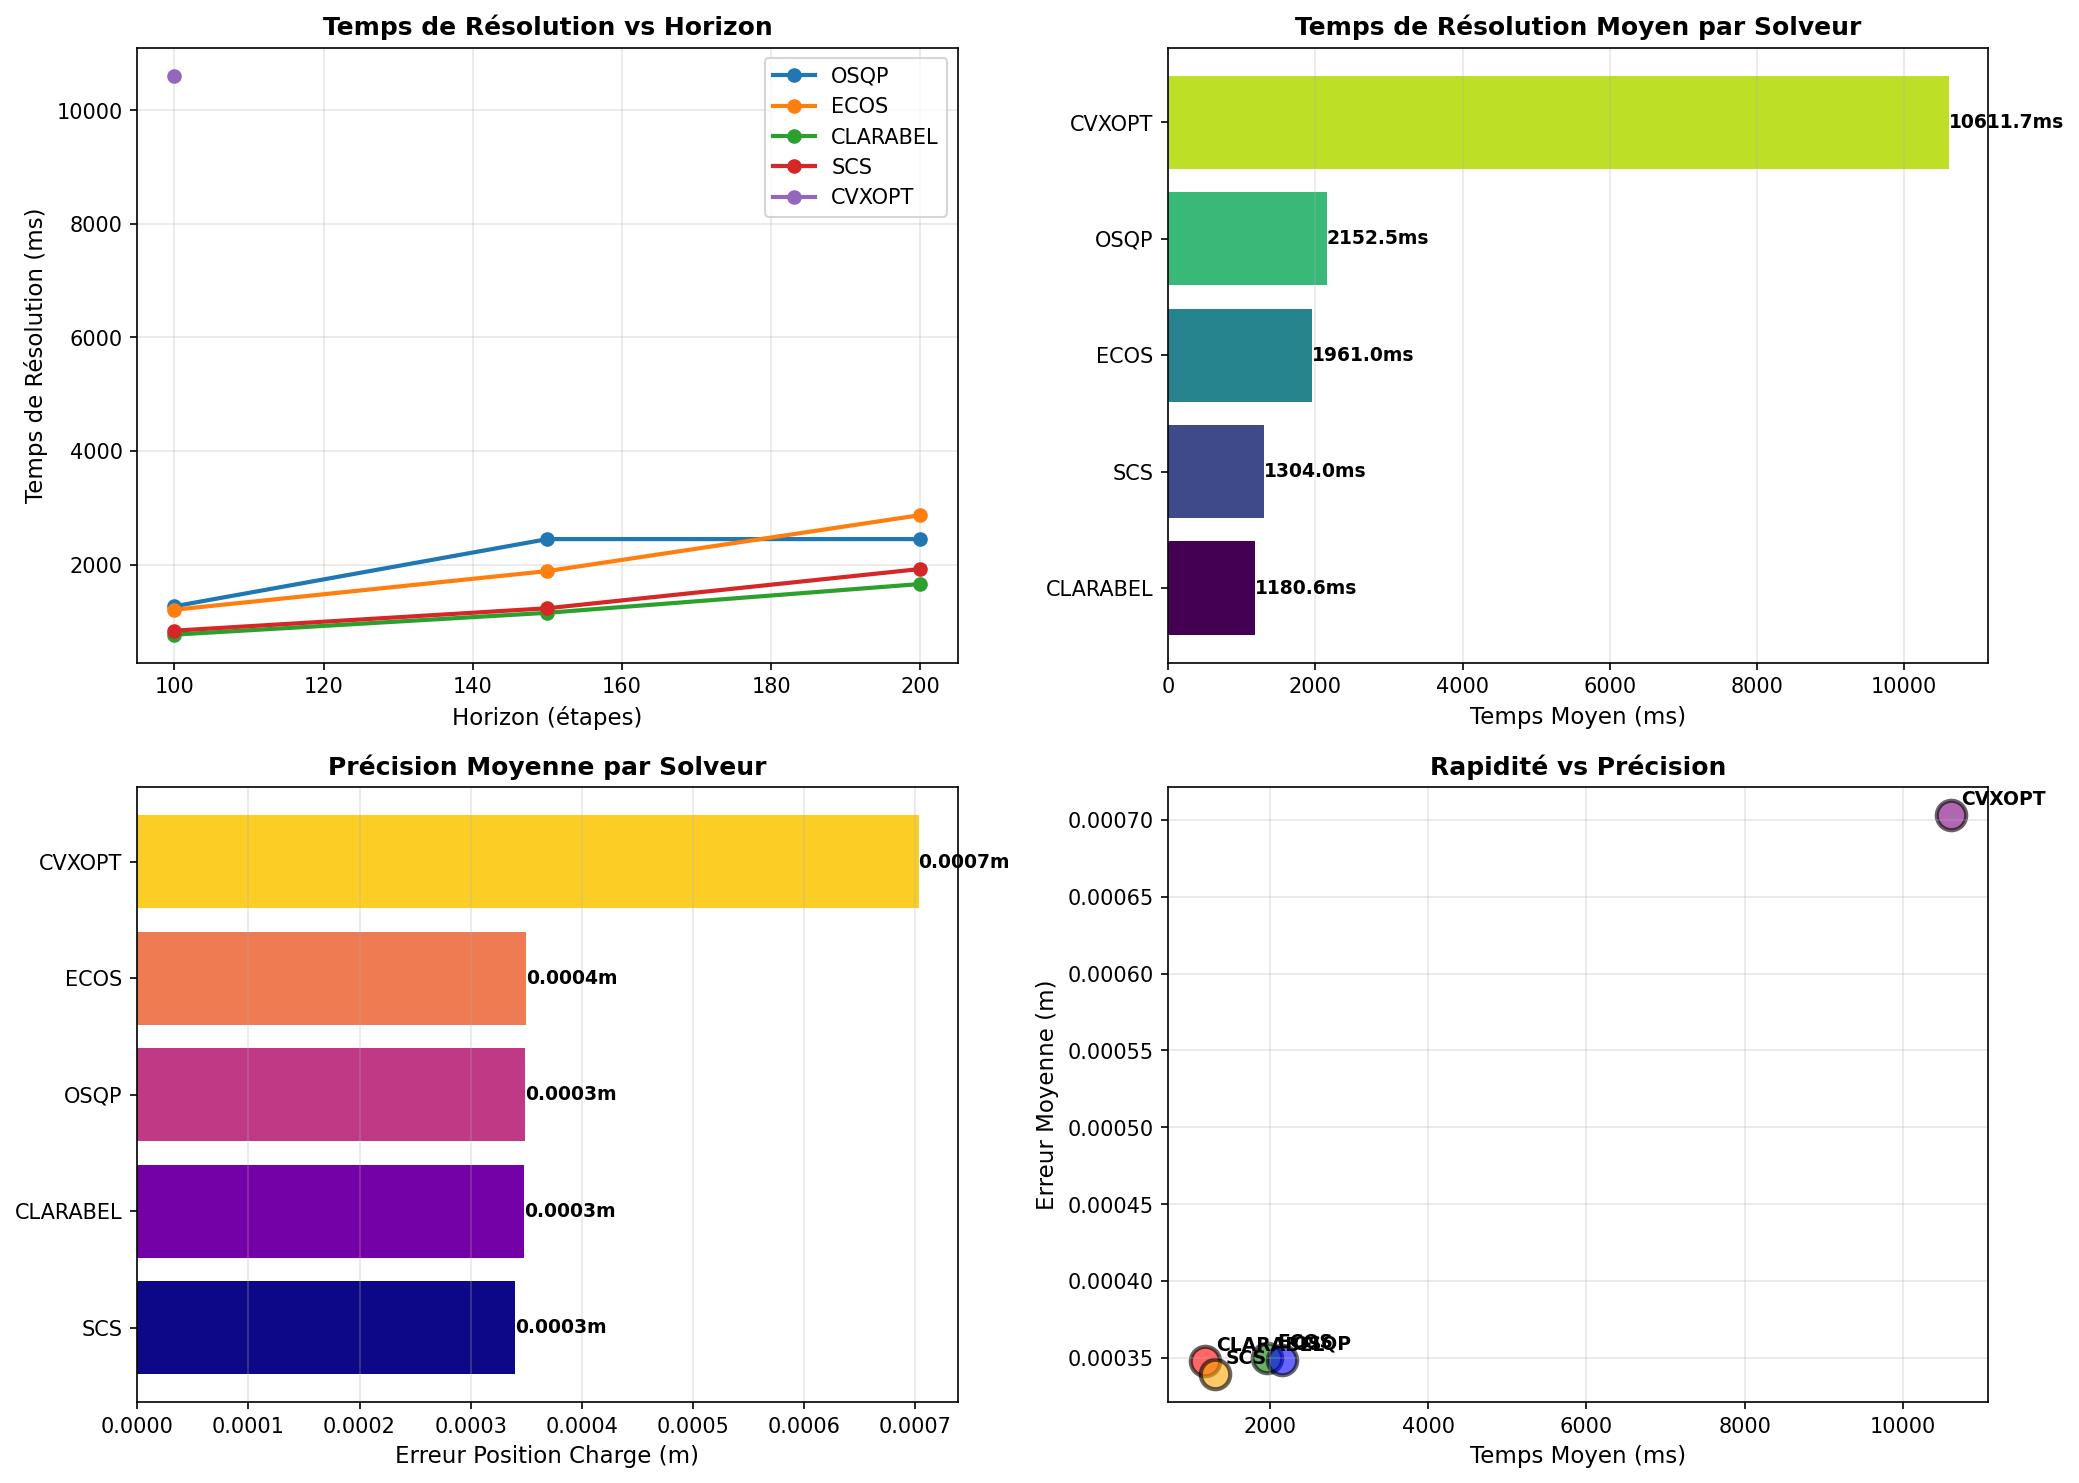 Temps de Résolution vs Horizon
Temps de Résolution (ms)
10000
8000
6000
4000
2000
OSQP
ECOS
CLARABEL
SCS
CVXOPT
100 120 140 160 180 200
Horizon (étapes)
Temps de Résolution Moyen par Solveur
CVXOPT 10611.7ms
OSQP 2152.5ms
ECOS 1961.0ms
SCS 1304.0ms
CLARABEL 1180.6ms
0 2000 4000 6000 8000 10000
Temps Moyen (ms)
Précision Moyenne par Solveur
CVXOPT 0.0007m
ECOS 0.0004m
OSQP 0.0003m
CLARABEL 0.0003m
SCS 0.0003m
0.0000 0.0001 0.0002 0.0003 0.0004 0.0005 0.0006 0.0007
Erreur Position Charge (m)
Rapidité vs Précision
Erreur Moyenne (m)
CVXOPT
0.00070
0.00065
0.00060
0.00055
0.00050
0.00045
0.00040
0.00035
CLARABEL
ECOS
OSQP
SCS
2000 4000 6000 8000 10000
Temps Moyen (ms)